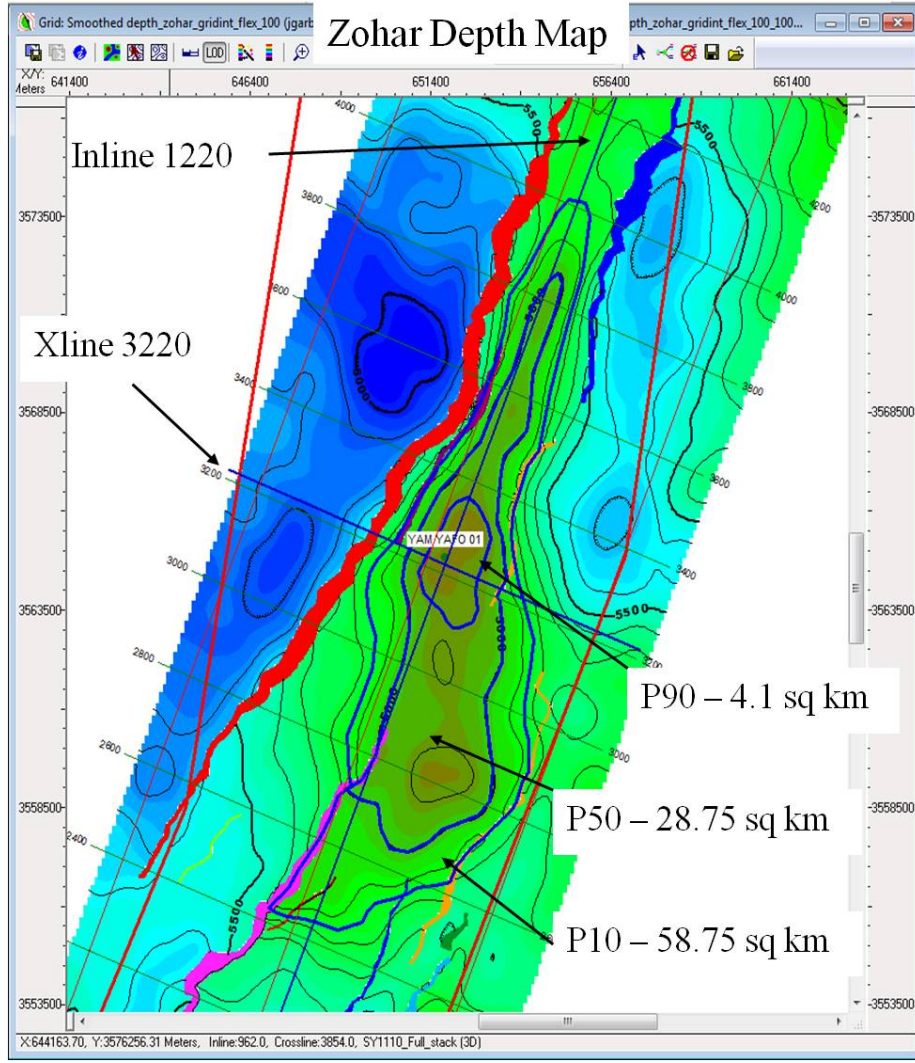 Grid: Smoothed depth_zohar_gridint_flex_100 (jgarb
Zohar Depth Map
pth_zohar_gridint_flex_100_100...
LOD
X/Y:
Meters
641400
646400
651400
656400
661400
Inline 1220
4000
5500
3800
4200
3573500
3573500
3600
5000
4000
Xline 3220
6000
3400
3800
3568500
3568500
3200
3600
YAM YAFO 01
3000
3400
5500
3563500
3563500
5000
3200
2800
P90 – 4.1 sq km
5000
3000
2600
3558500
3558500
P50 – 28.75 sq km
2400
5500
P10 – 58.75 sq km
3553500
3553500
X:644163.70, Y:3576256.31 Meters, Inline:962.0, Crossline:3854.0, SY1110_Full_stack (3D)